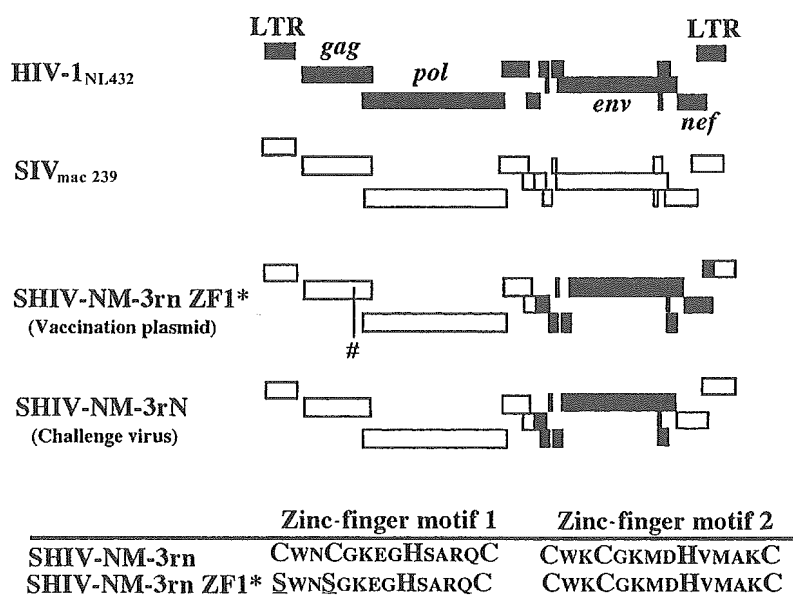 LTR LTR
gag
HIV-1NL432 pol
env
nef
SIVmac 239
SHIV-NM-3rn ZF1*
(Vaccination plasmid)
#
SHIV-NM-3rN
(Challenge virus)
Zinc-finger motif 1 Zinc-finger motif 2
SHIV-NM-3rn CWNCGKEGHSARQC CWKCGKMDHVMAKC
SHIV-NM-3rn ZF1* SWNSGKEGHSARQC CWKCGKMDHVMAKC